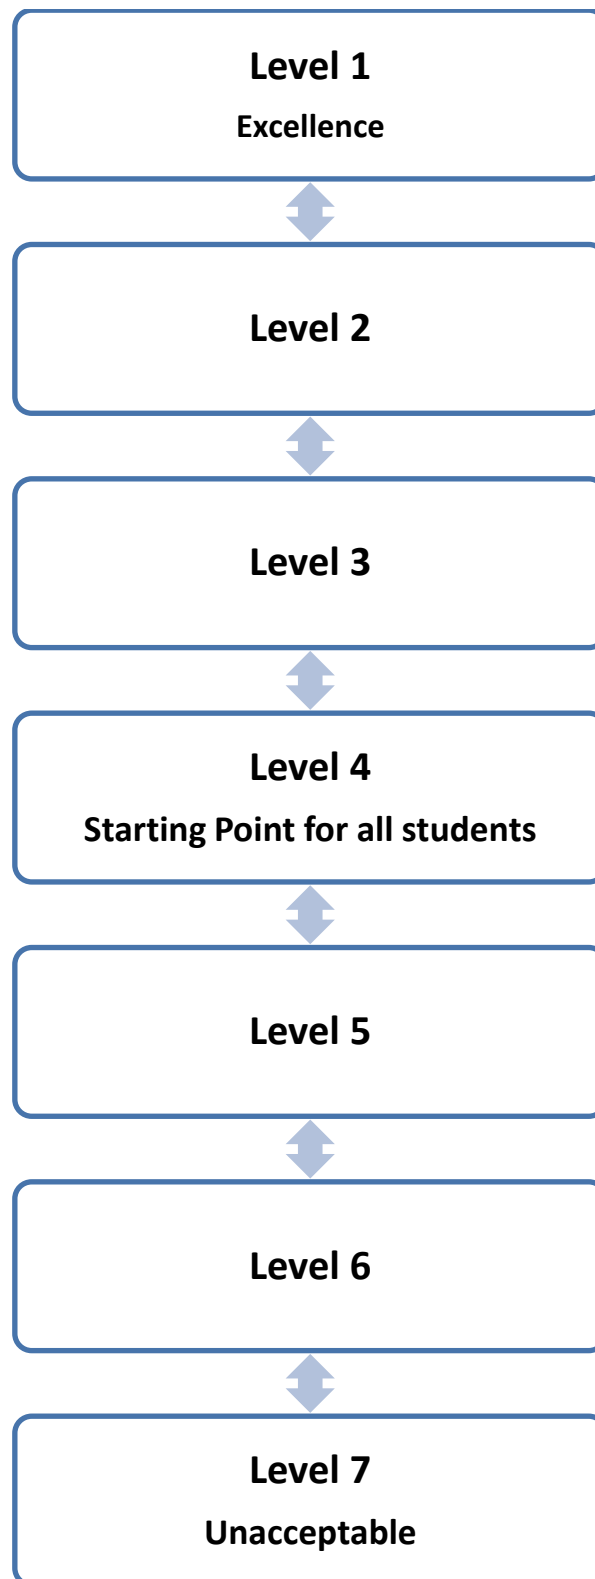 Level 1
Excellence
Level 2
Level 3
Level 4
Starting Point for all students
Level 5
Level 6
Level 7
Unacceptable